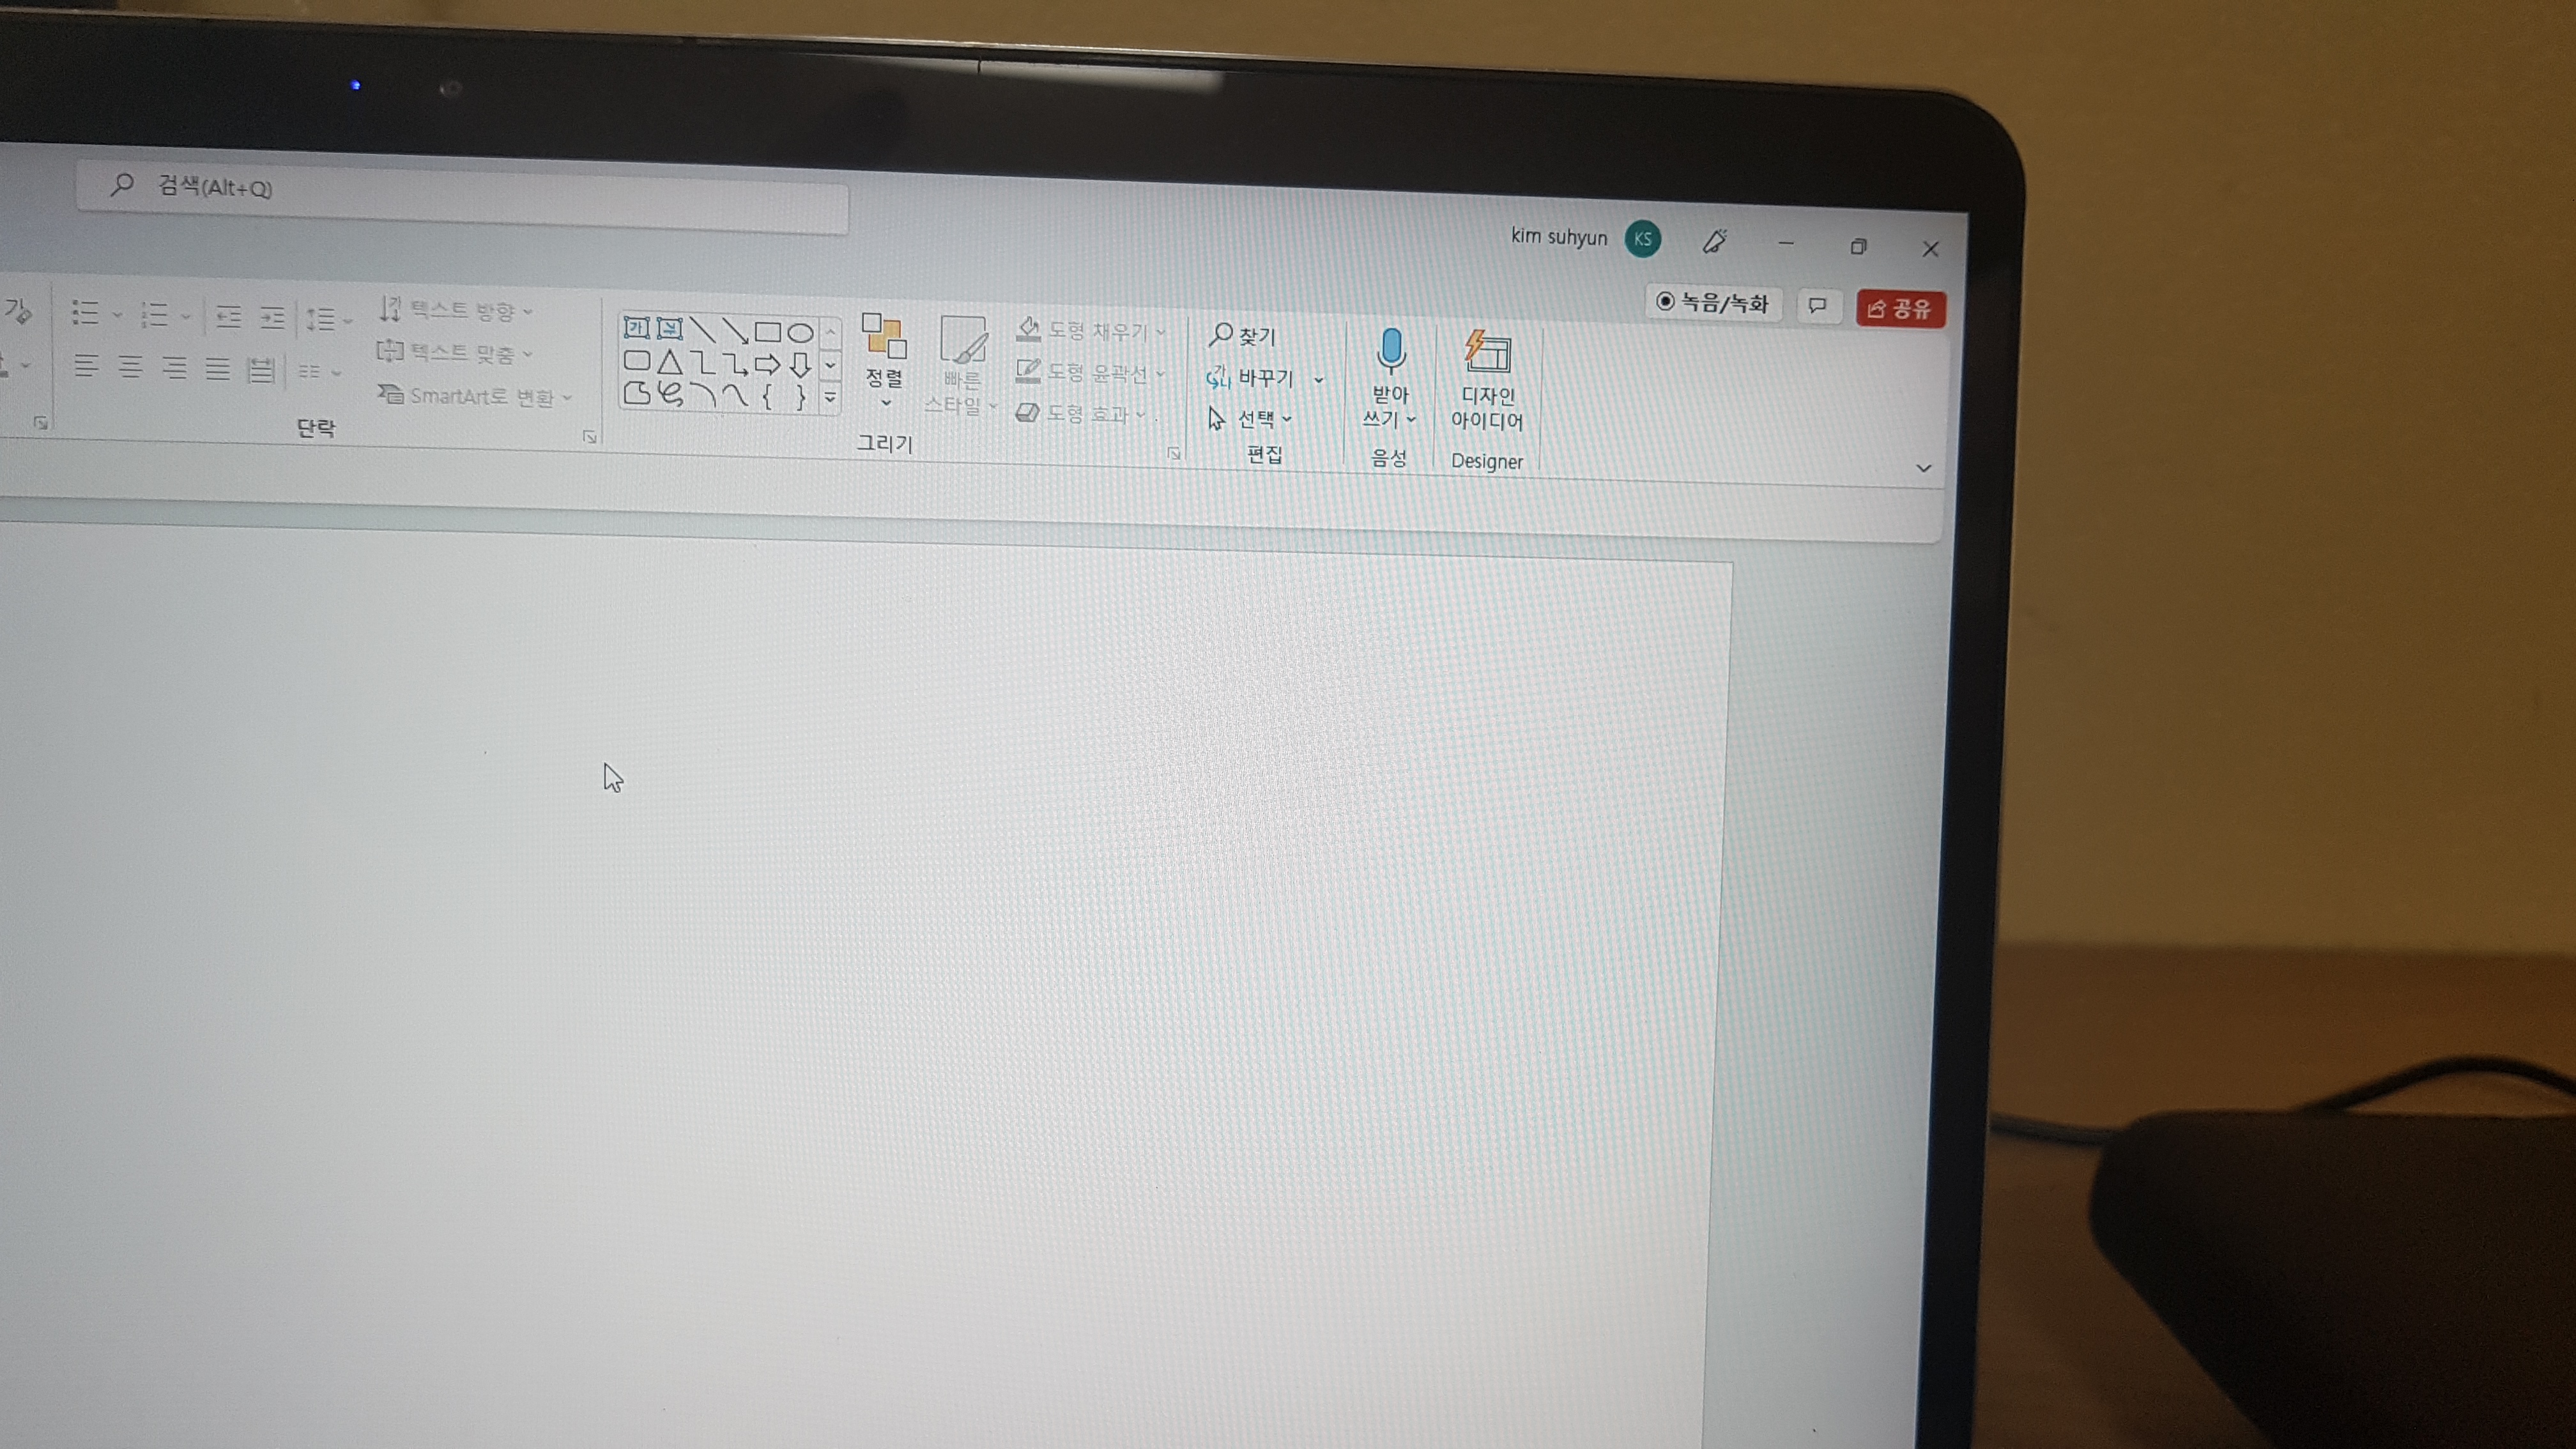 검색(Alt+Q)
kim suhyun
KS
녹음/녹화
공유
가
텍스트 방향
텍스트 맞춤
SmartArt로 변환
단락
정렬
빠른
스타일
도형 채우기
도형 윤곽선
도형 효과
그리기
찾기
바꾸기
선택
편집
받아
쓰기
음성
디자인
아이디어
Designer